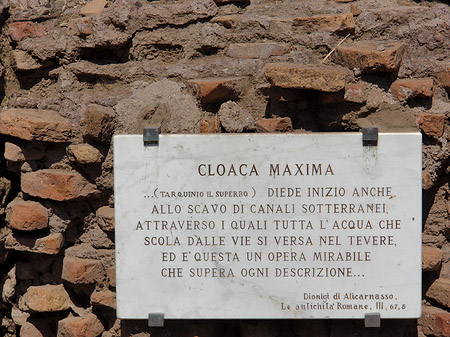 CLOACA MAXIMA
...(TARQUINIO IL SUPERBO) DIEDE INIZIO ANCHE
ALLO SCAVO DI CANALI SOTTERRANEI,
ATTRAVERSO I QUALI TUTTA L'ACQUA CHE
SCOLA DALLE VIE SI VERSA NEL TEVERE,
ED E' QUESTA UN OPERA MIRABILE
CHE SUPERA OGNI DESCRIZIONE...
Dionigi di Alicarnasso,
Le antichita' Romane, III, 67,5